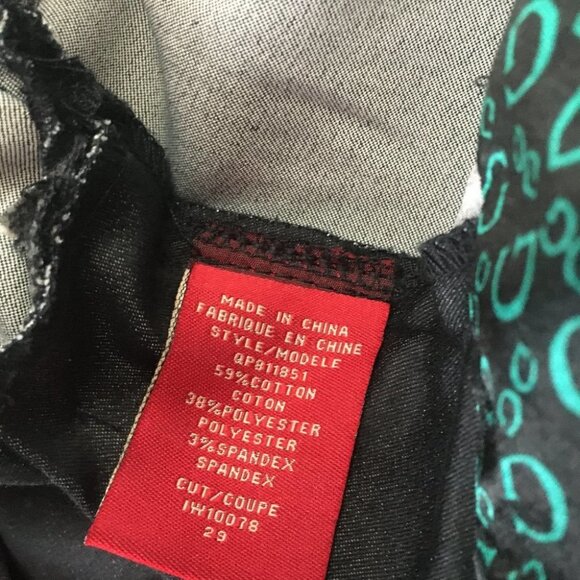 MADE IN CHINA
FABRIQUE EN CHINE
STYLE/MODELE
QP811851
59%COTTON
COTON
38%POLYESTER
POLYESTER
3%SPANDEX
SPANDEX
CUT/COUPE
IW10078
29